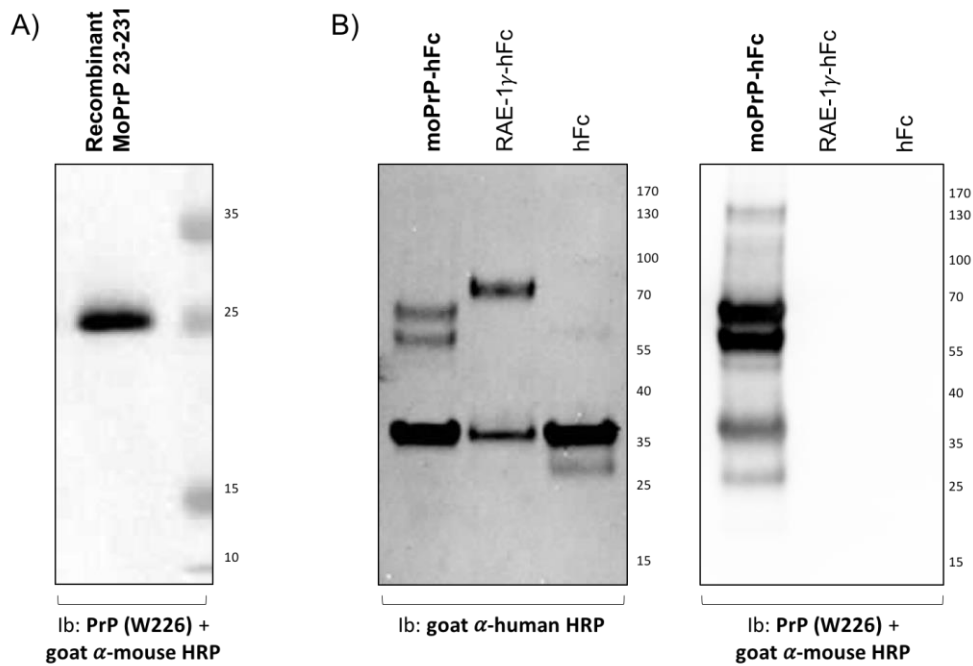 A)
Recombinant
MoPrP 23-231
35
25
15
10
Ib: PrP (W226) +
goat α-mouse HRP
B)
moPrP-hFc
RAE-1γ-hFc
hFc
170
130
100
70
55
40
35
25
15
Ib: goat α-human HRP
moPrP-hFc
RAE-1γ-hFc
hFc
170
130
100
70
55
40
35
25
15
Ib: PrP (W226) +
goat α-mouse HRP